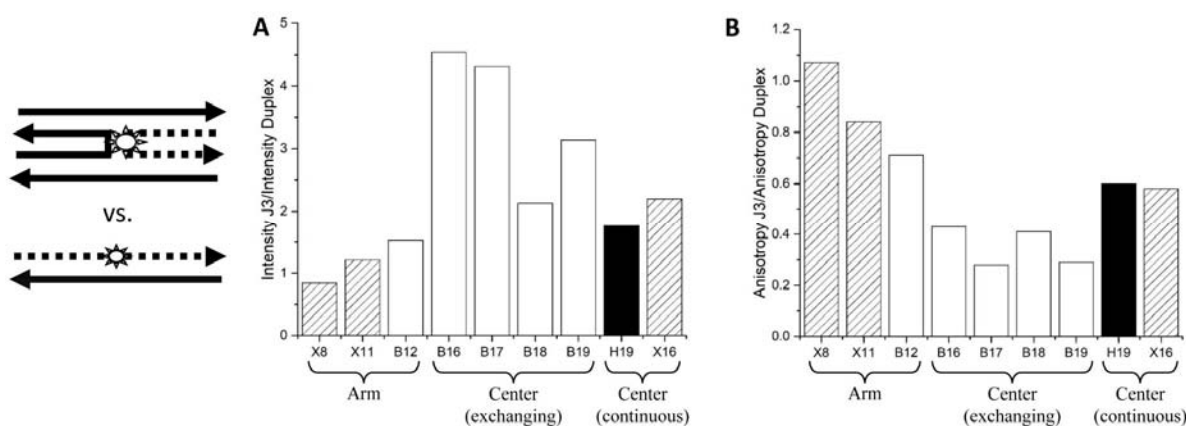 vs.
A
Intensity J3/Intensity Duplex
5
4
3
2
1
0
X8 X11 B12 B16 B17 B18 B19 H19 X16
Arm Center (exchanging) Center (continuous)
B
Anisotropy J3/Anisotropy Duplex
1.2
1.0
0.8
0.6
0.4
0.2
0.0
X8 X11 B12 B16 B17 B18 B19 H19 X16
Arm Center (exchanging) Center (continuous)